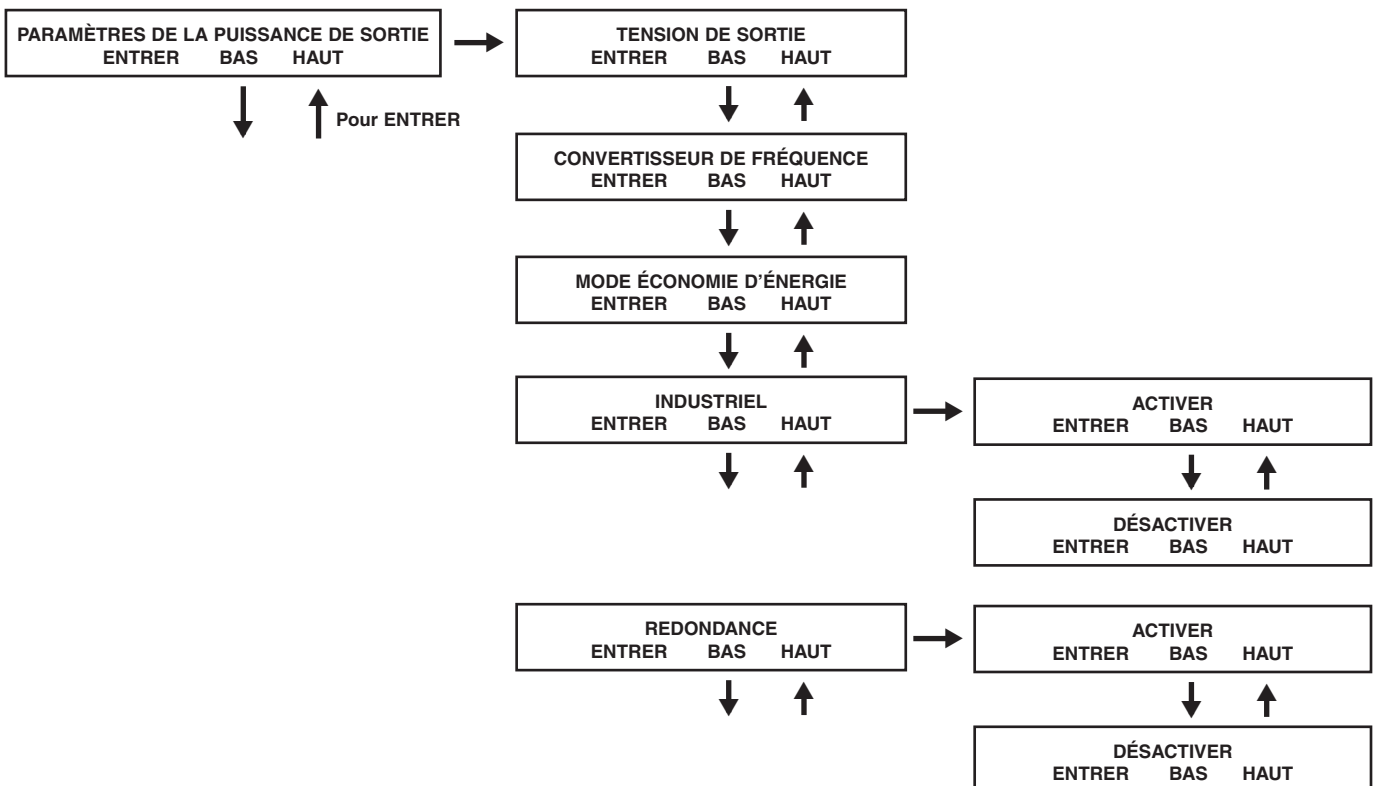 PARAMÈTRES DE LA PUISSANCE DE SORTIE
ENTRER BAS HAUT
Pour ENTRER
TENSION DE SORTIE
ENTRER BAS HAUT
CONVERTISSEUR DE FRÉQUENCE
ENTRER BAS HAUT
MODE ÉCONOMIE D'ÉNERGIE
ENTRER BAS HAUT
INDUSTRIEL
ENTRER BAS HAUT
ACTIVER
ENTRER BAS HAUT
DÉSACTIVER
ENTRER BAS HAUT
REDONDANCE
ENTRER BAS HAUT
ACTIVER
ENTRER BAS HAUT
DÉSACTIVER
ENTRER BAS HAUT